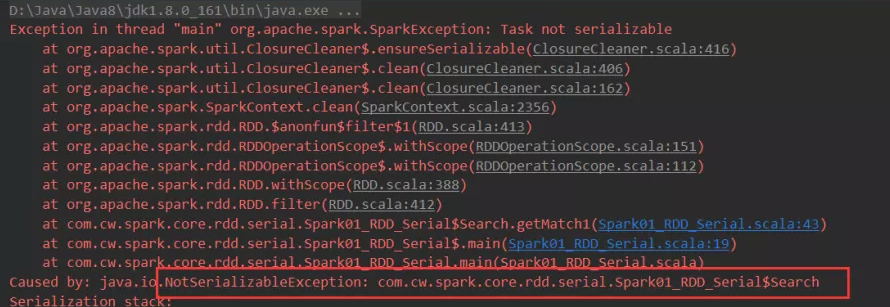 D:\Java\Java8\jdk1.8.0_161\bin\java.exe ...
Exception in thread "main" org.apache.spark.SparkException: Task not serializable
at org.apache.spark.util.ClosureCleaner$.ensureSerializable(ClosureCleaner.scala:416)
at org.apache.spark.util.ClosureCleaner$.clean(ClosureCleaner.scala:406)
at org.apache.spark.util.ClosureCleaner$.clean(ClosureCleaner.scala:162)
at org.apache.spark.SparkContext.clean(SparkContext.scala:2356)
at org.apache.spark.rdd.RDD.$anonfun$filter$1(RDD.scala:413)
at org.apache.spark.rdd.RDDOperationScope$.withScope(RDDOperationScope.scala:151)
at org.apache.spark.rdd.RDDOperationScope$.withScope(RDDOperationScope.scala:112)
at org.apache.spark.rdd.RDD.withScope(RDD.scala:388)
at org.apache.spark.rdd.RDD.filter(RDD.scala:412)
at com.cw.spark.core.rdd.serial.Spark01_RDD_Serial$Search.getMatch1(Spark01_RDD_Serial.scala:43)
at com.cw.spark.core.rdd.serial.Spark01_RDD_Serial$.main(Spark01_RDD_Serial.scala:19)
at com.cw.spark.core.rdd.serial.Spark01_RDD_Serial.main(Spark01_RDD_Serial.scala)
Caused by: java.io.NotSerializableException: com.cw.spark.core.rdd.serial.Spark01_RDD_Serial$Search
Serialization stack: